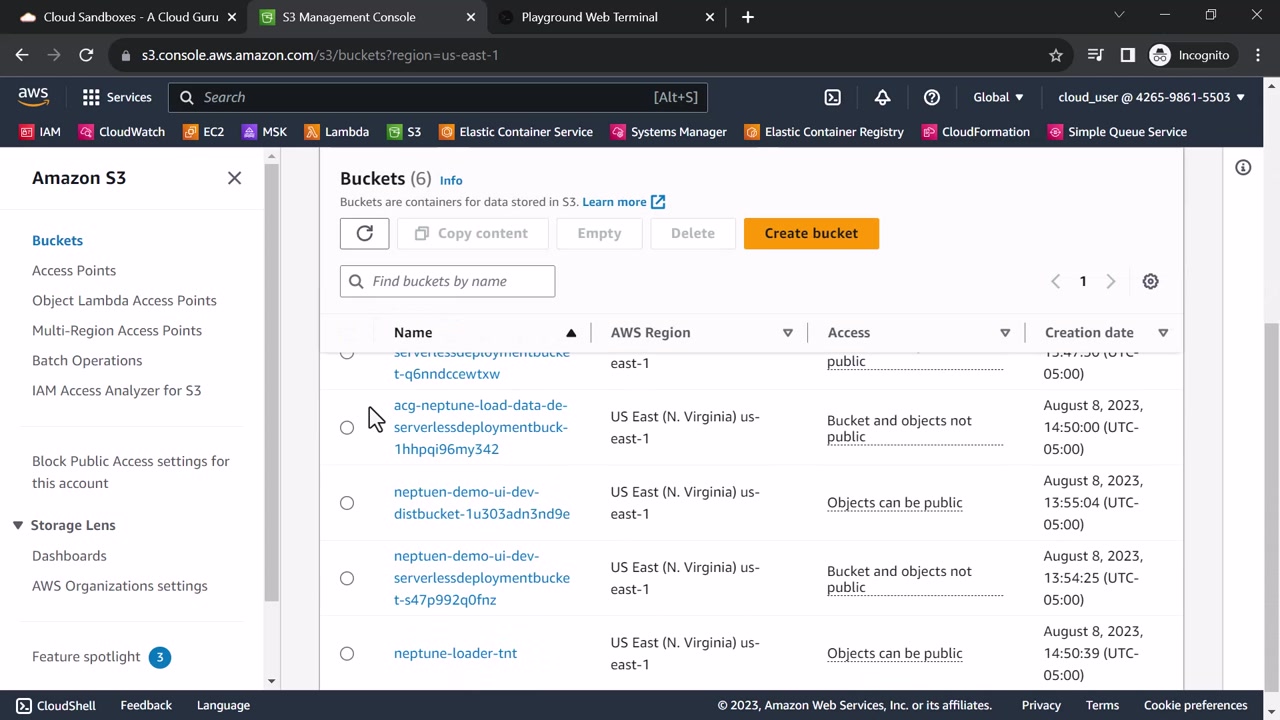 Cloud Sandboxes - A Cloud Guru
S3 Management Console
Playground Web Terminal
s3.console.aws.amazon.com/s3/buckets?region=us-east-1
Incognito
aws
Services
Search
[Alt+S]
Global
cloud_user @ 4265-9861-5503
IAM
CloudWatch
EC2
MSK
Lambda
S3
Elastic Container Service
Systems Manager
Elastic Container Registry
CloudFormation
Simple Queue Service
Amazon S3
Buckets
Access Points
Object Lambda Access Points
Multi-Region Access Points
Batch Operations
IAM Access Analyzer for S3
Block Public Access settings for
this account
Storage Lens
Dashboards
AWS Organizations settings
Feature spotlight 3
Buckets (6) Info
Buckets are containers for data stored in S3. Learn more
Copy content
Empty
Delete
Create bucket
Find buckets by name
1
Name
AWS Region
Access
Creation date
serverlessdeploymentbucke
t-q6nndccewtxw
east-1
public
13:47:30 (UTC-
05:00)
acg-neptune-load-data-de-
serverlessdeploymentbuck-
1hhpqi96my342
US East (N. Virginia) us-
east-1
Bucket and objects not
public
August 8, 2023,
14:50:00 (UTC-
05:00)
neptuen-demo-ui-dev-
distbucket-1u303adn3nd9e
US East (N. Virginia) us-
east-1
Objects can be public
August 8, 2023,
13:55:04 (UTC-
05:00)
neptuen-demo-ui-dev-
serverlessdeploymentbucke
t-s47p992q0fnz
US East (N. Virginia) us-
east-1
Bucket and objects not
public
August 8, 2023,
13:54:25 (UTC-
05:00)
neptune-loader-tnt
US East (N. Virginia) us-
east-1
Objects can be public
August 8, 2023,
14:50:39 (UTC-
05:00)
CloudShell
Feedback
Language
© 2023, Amazon Web Services, Inc. or its affiliates.
Privacy
Terms
Cookie preferences